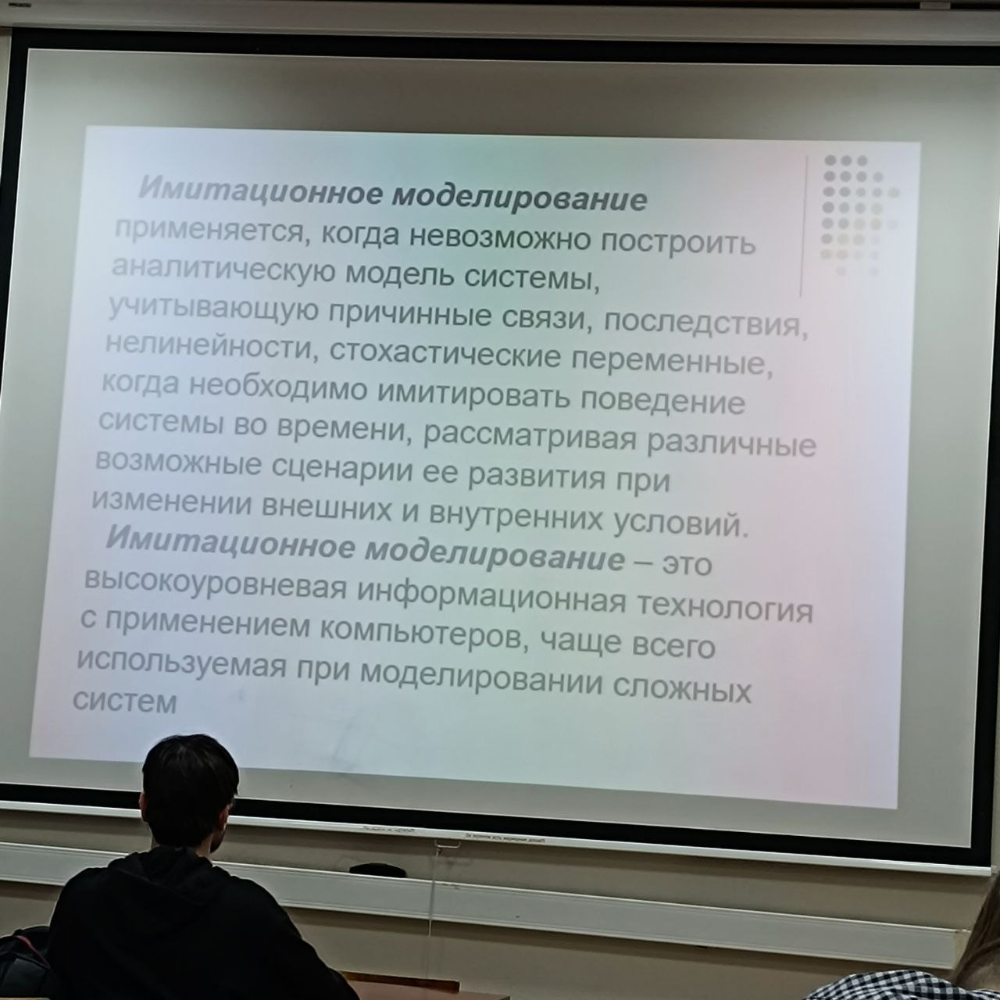 Имитационное моделирование
применяется, когда невозможно построить
аналитическую модель системы,
учитывающую причинные связи, последствия,
нелинейности, стохастические переменные,
когда необходимо имитировать поведение
системы во времени, рассматривая различные
возможные сценарии ее развития при
изменении внешних и внутренних условий.
Имитационное моделирование – это
высокоуровневая информационная технология
с применением компьютеров, чаще всего
используемая при моделировании сложных
систем